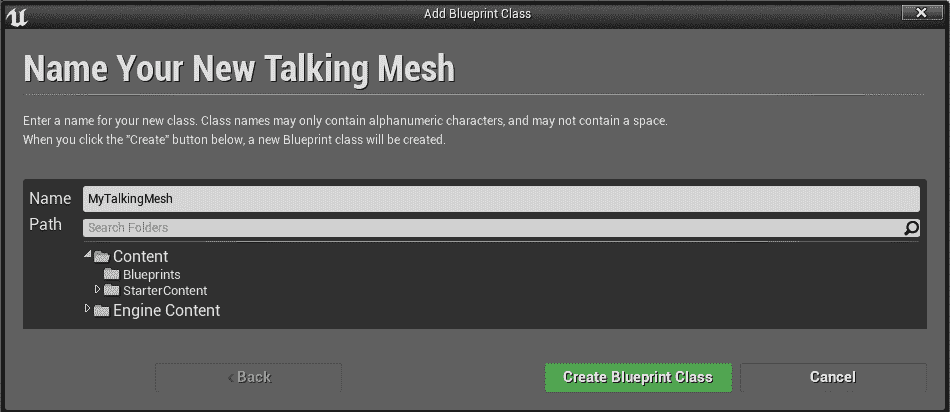 Add Blueprint Class
Name Your New Talking Mesh
Enter a name for your new class. Class names may only contain alphanumeric characters, and may not contain a space.
When you click the "Create" button below, a new Blueprint class will be created.
Name MyTalkingMesh
Path Search Folders
Content
Blueprints
StarterContent
Engine Content
Back Create Blueprint Class Cancel